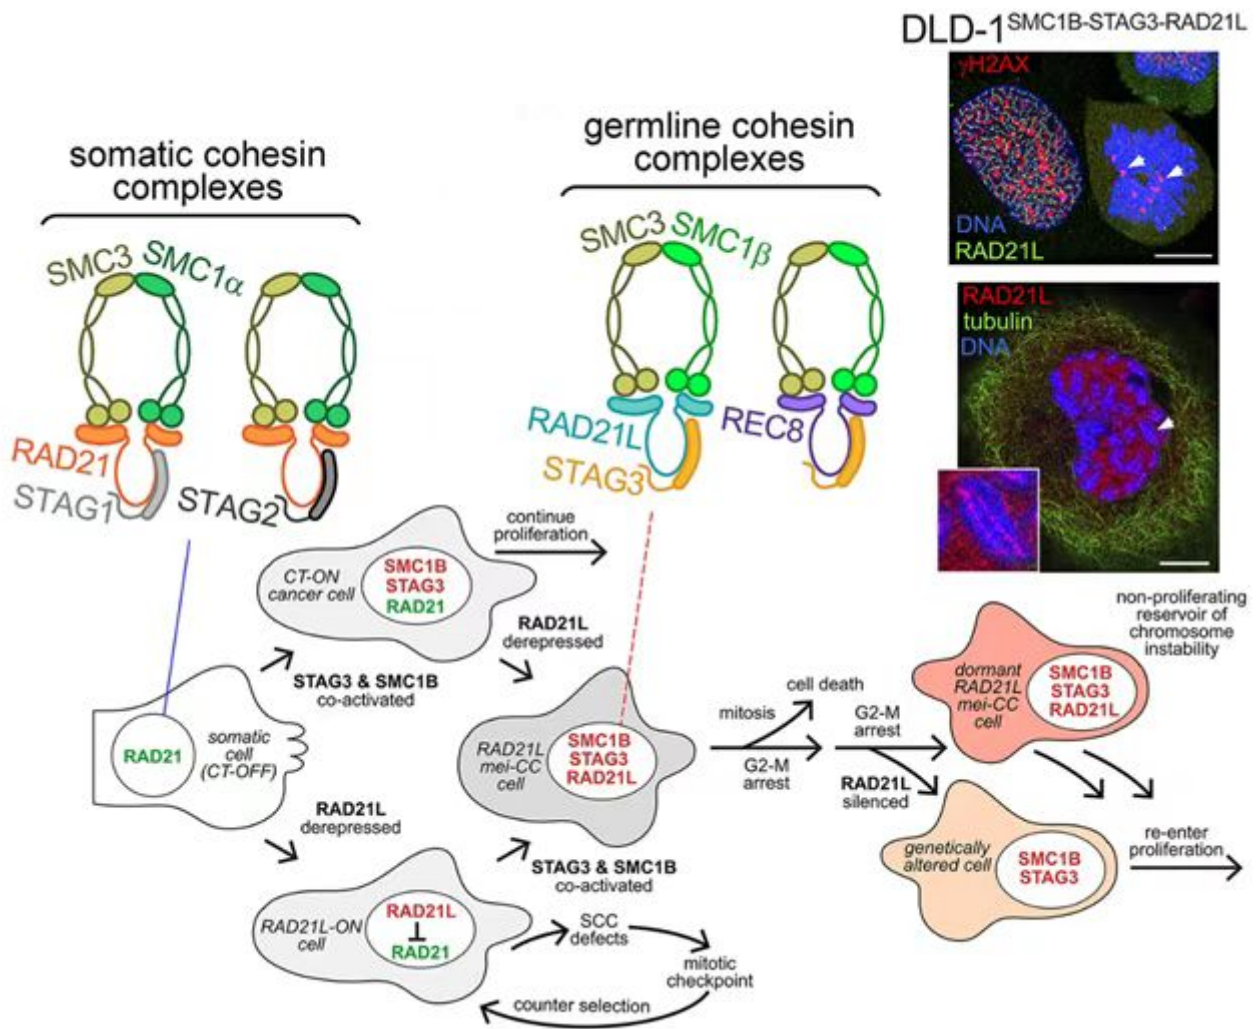 DLD-1SMC1B-STAG3-RAD21L
γH2AX
DNA
RAD21L
RAD21L
tubulin
DNA
somatic cohesin
complexes
SMC3 SMC1α
RAD21
STAG1
STAG2
germline cohesin
complexes
SMC3 SMC1β
RAD21L
STAG3
REC8
CT-ON
cancer cell
SMC1B
STAG3
RAD21
continue
proliferation
RAD21L
derepressed
STAG3 & SMC1B
co-activated
RAD21
somatic
cell
(CT-OFF)
RAD21L
derepressed
RAD21L-ON
cell
RAD21L
RAD21
SCC
defects
mitotic
checkpoint
counter selection
STAG3 & SMC1B
co-activated
RAD21L
mei-CC
cell
SMC1B
STAG3
RAD21L
mitosis
cell death
G2-M
arrest
G2-M
arrest
RAD21L
silenced
dormant
RAD21L
mei-CC
cell
SMC1B
STAG3
RAD21L
non-proliferating
reservoir of
chromosome
instability
genetically
altered cell
SMC1B
STAG3
re-enter
proliferation